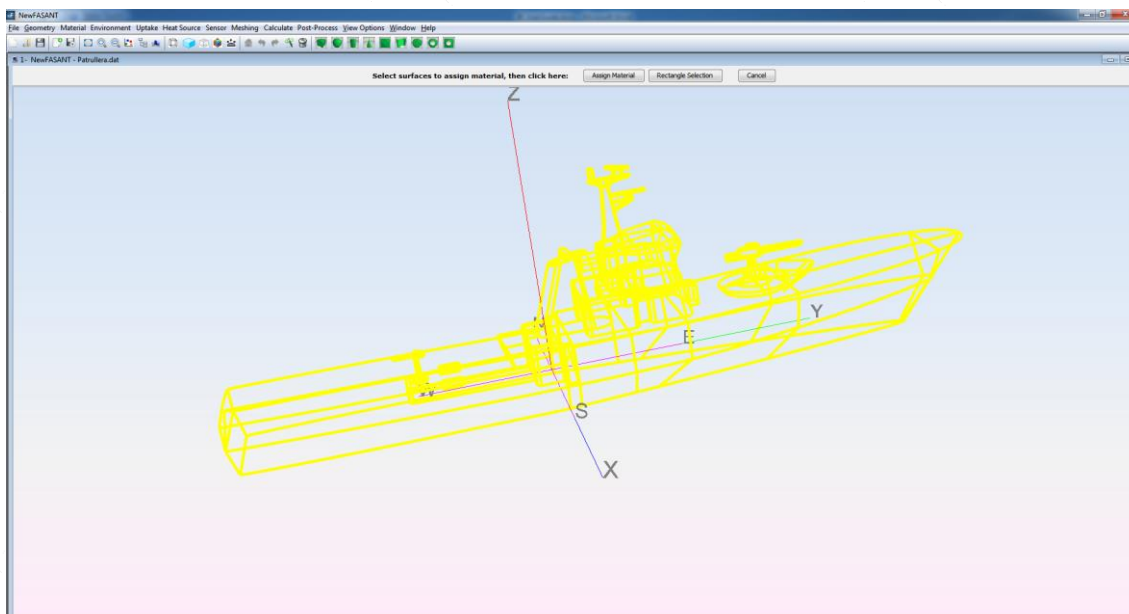 NewFASANT
File Geometry Material Environment Uptake Heat Source Sensor Meshing Calculate Post-Process View Options Window Help
1- NewFASANT - Patrullera.dat
Select surfaces to assign material, then click here: Assign Material Rectangle Selection Cancel
Z
Y
E
S
X